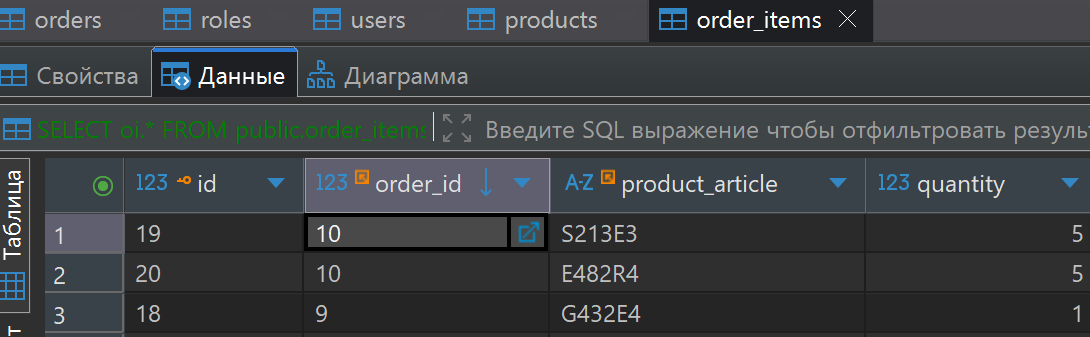 orders roles users products order_items
Свойства Данные Диаграмма
SELECT oi.* FROM public.order_items Введите SQL выражение чтобы отфильтровать резуль
Таблица
123 id 123 order_id A-Z product_article 123 quantity
1 19 10 S213E3 5
2 20 10 E482R4 5
3 18 9 G432E4 1